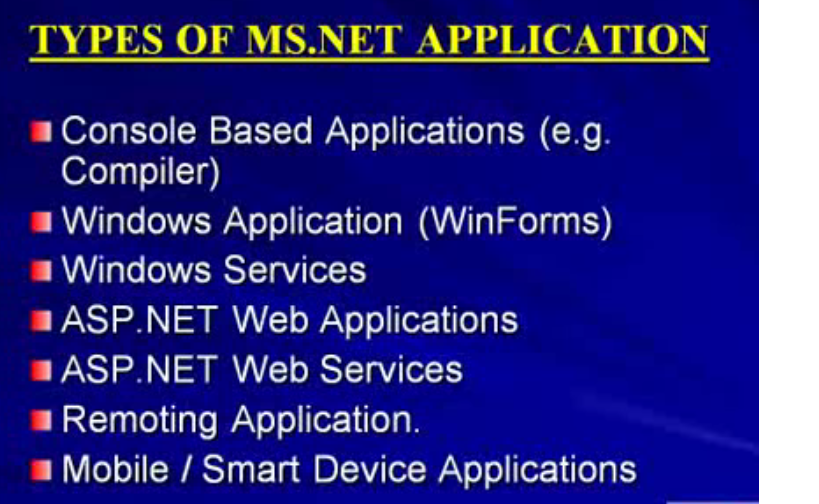 TYPES OF MS.NET APPLICATION
Console Based Applications (e.g.
Compiler)
Windows Application (WinForms)
Windows Services
ASP.NET Web Applications
ASP.NET Web Services
Remoting Application.
Mobile / Smart Device Applications